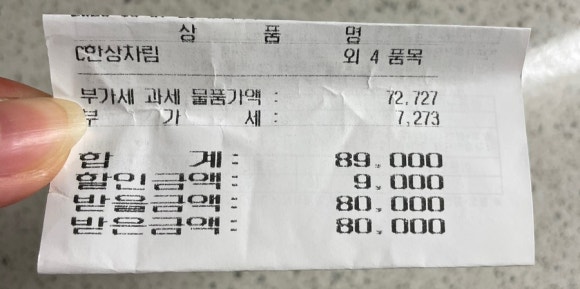 상 품 명
C한상차림 외 4 품목
부가세 과세 물품가액 : 72,727
부 가 세 : 7,273
합 계 : 89,000
할인금액 : 9,000
받을금액 : 80,000
받은금액 : 80,000